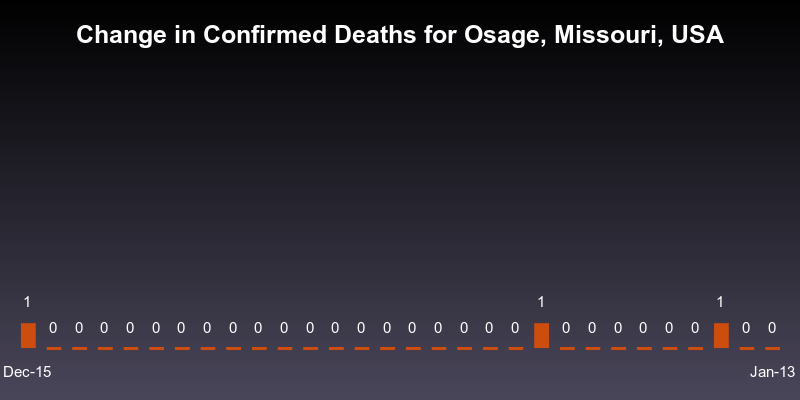 Change in Confirmed Deaths for Osage, Missouri, USA
1 1 1
0 0 0 0 0 0 0 0 0 0 0 0 0 0 0 0 0 0 0 0 0 0 0 0 0 0 0
Dec-15 Jan-13